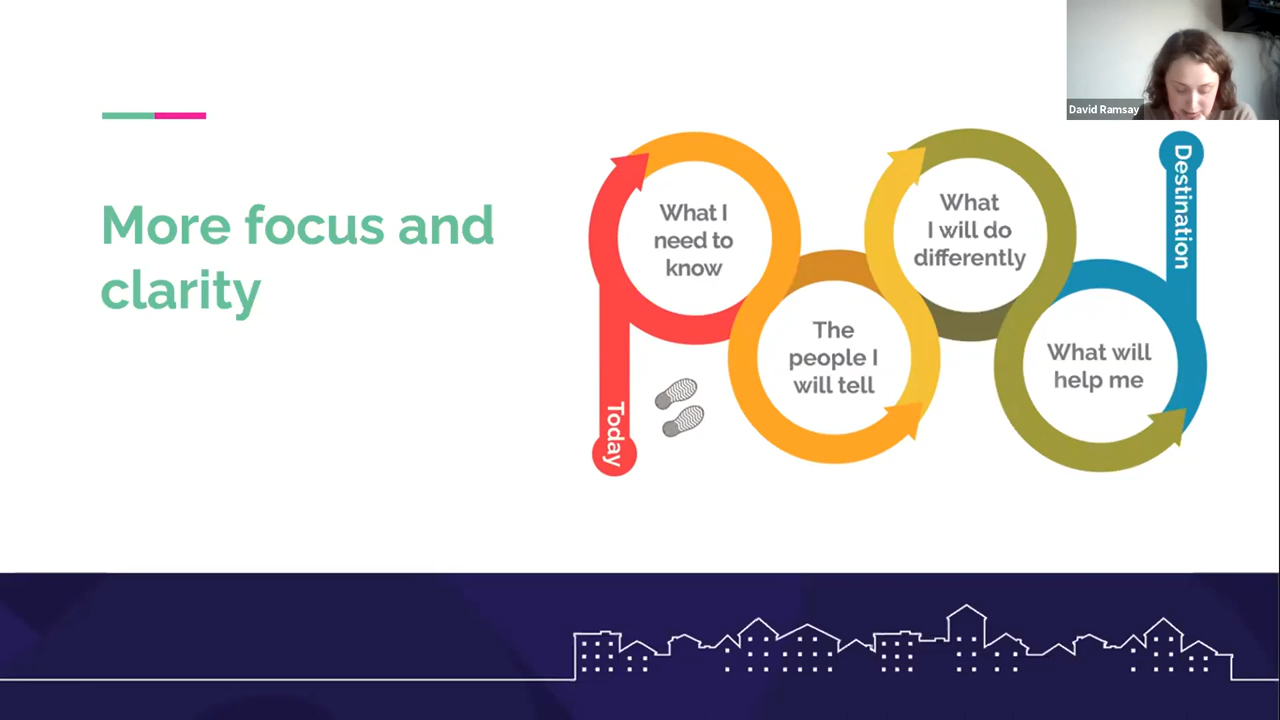 David Ramsay
More focus and
clarity
What I
need to
know
The
people I
will tell
What
I will do
differently
What will
help me
Today
Destination